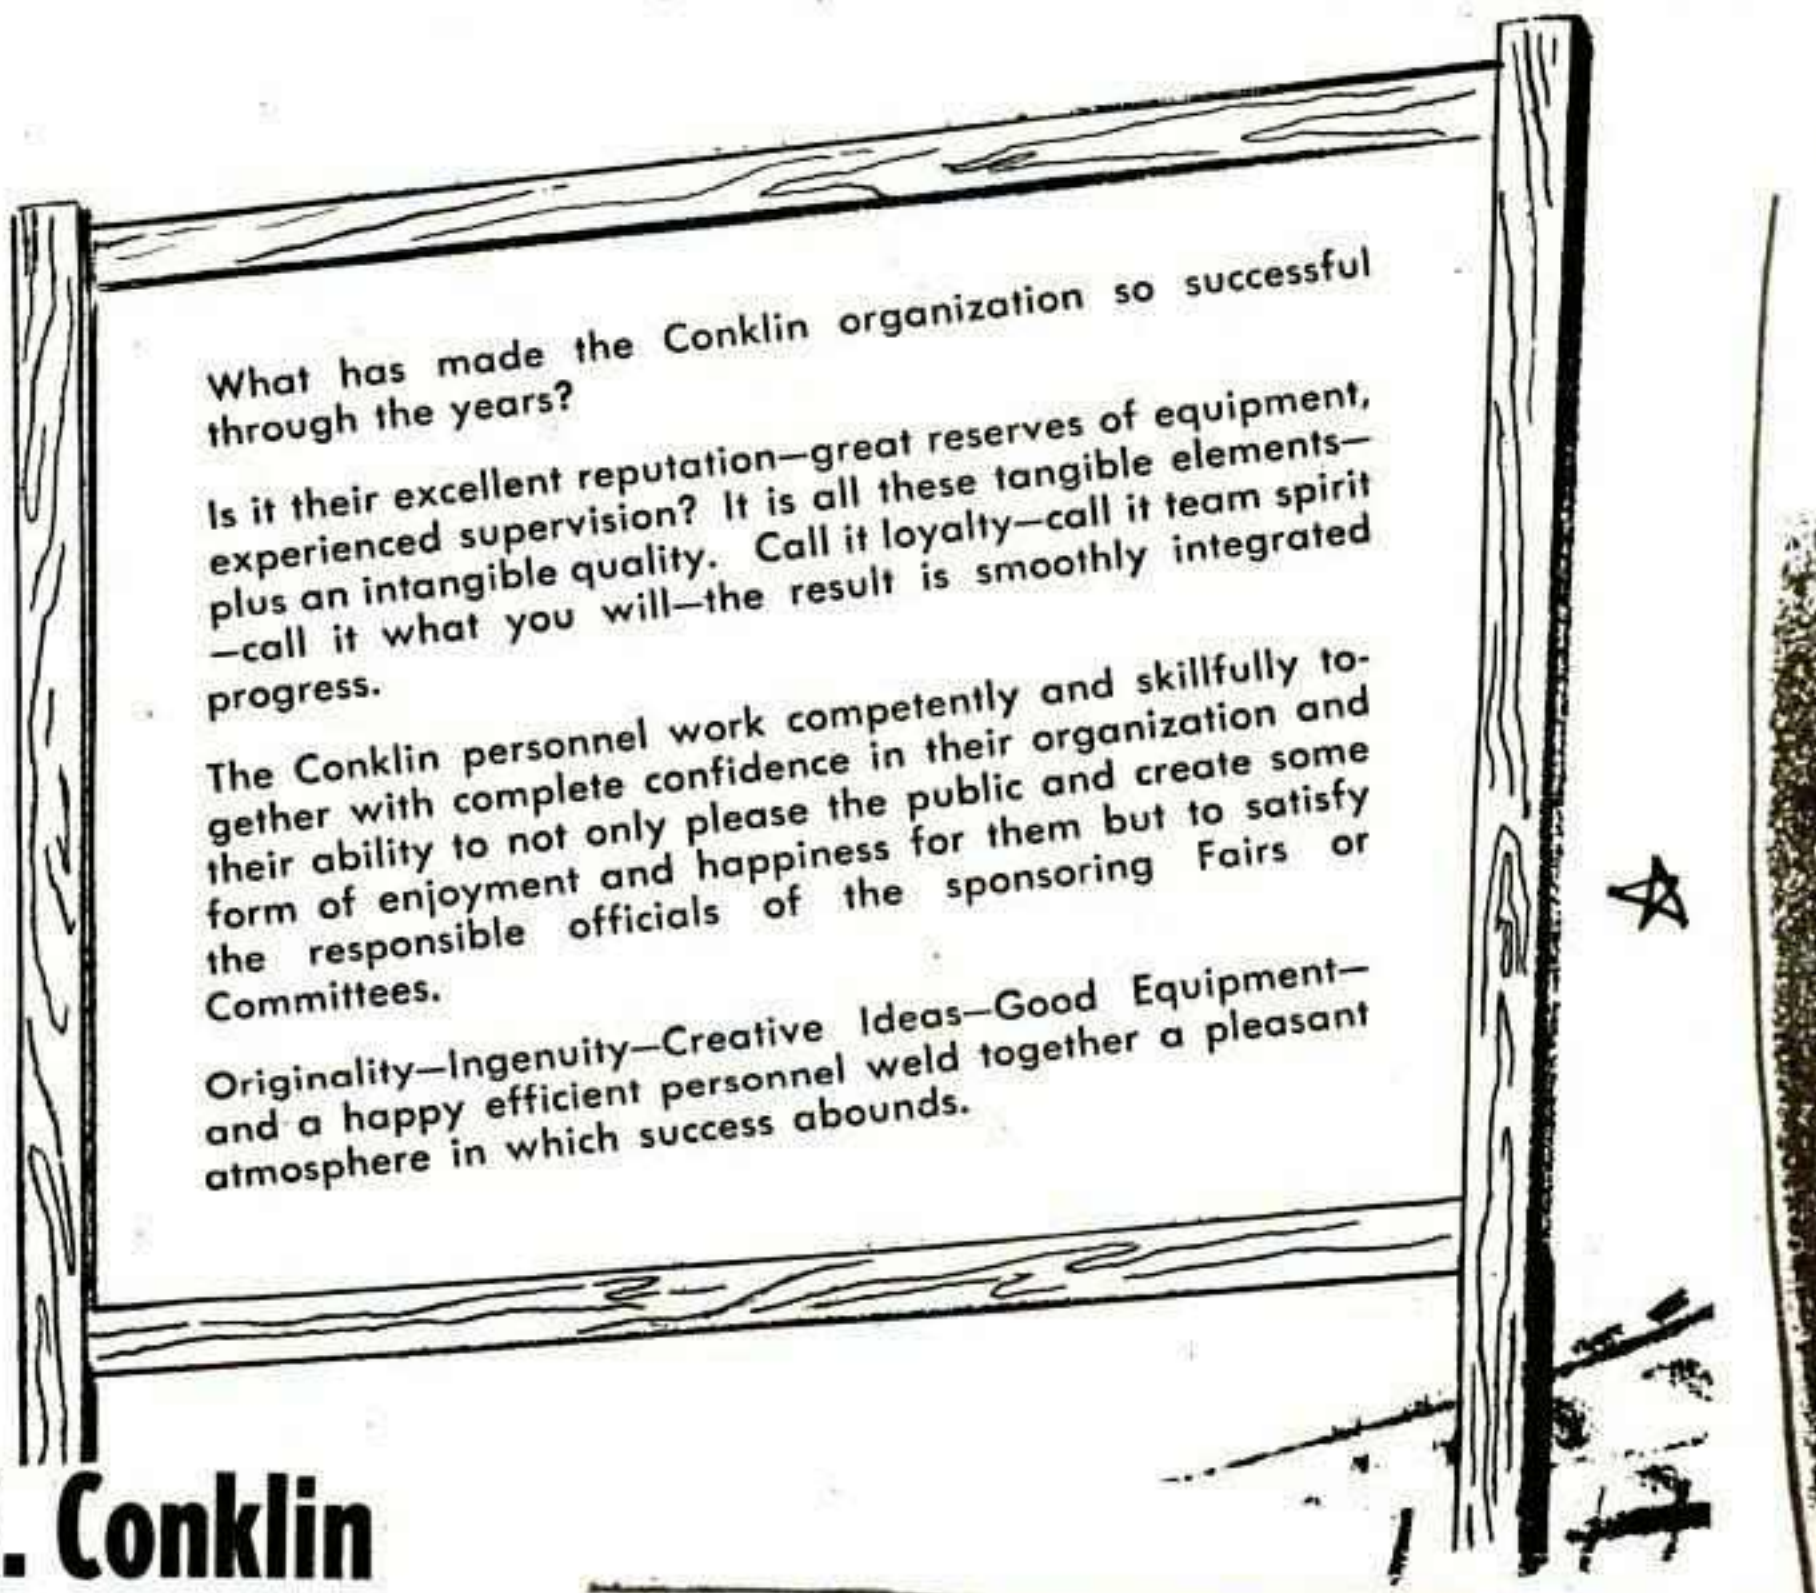 What has made the Conklin organization so successful
through the years?
Is it their excellent reputation—great reserves of equipment,
experienced supervision? It is all these tangible elements—
plus an intangible quality. Call it loyalty—call it team spirit
—call it what you will—the result is smoothly integrated
progress.
The Conklin personnel work competently and skillfully to-
gether with complete confidence in their organization and
their ability to not only please the public and create some
form of enjoyment and happiness for them but to satisfy
the responsible officials of the sponsoring Fairs or
Committees.
Originality—Ingenuity—Creative Ideas—Good Equipment—
and a happy efficient personnel weld together a pleasant
atmosphere in which success abounds.
. Conklin